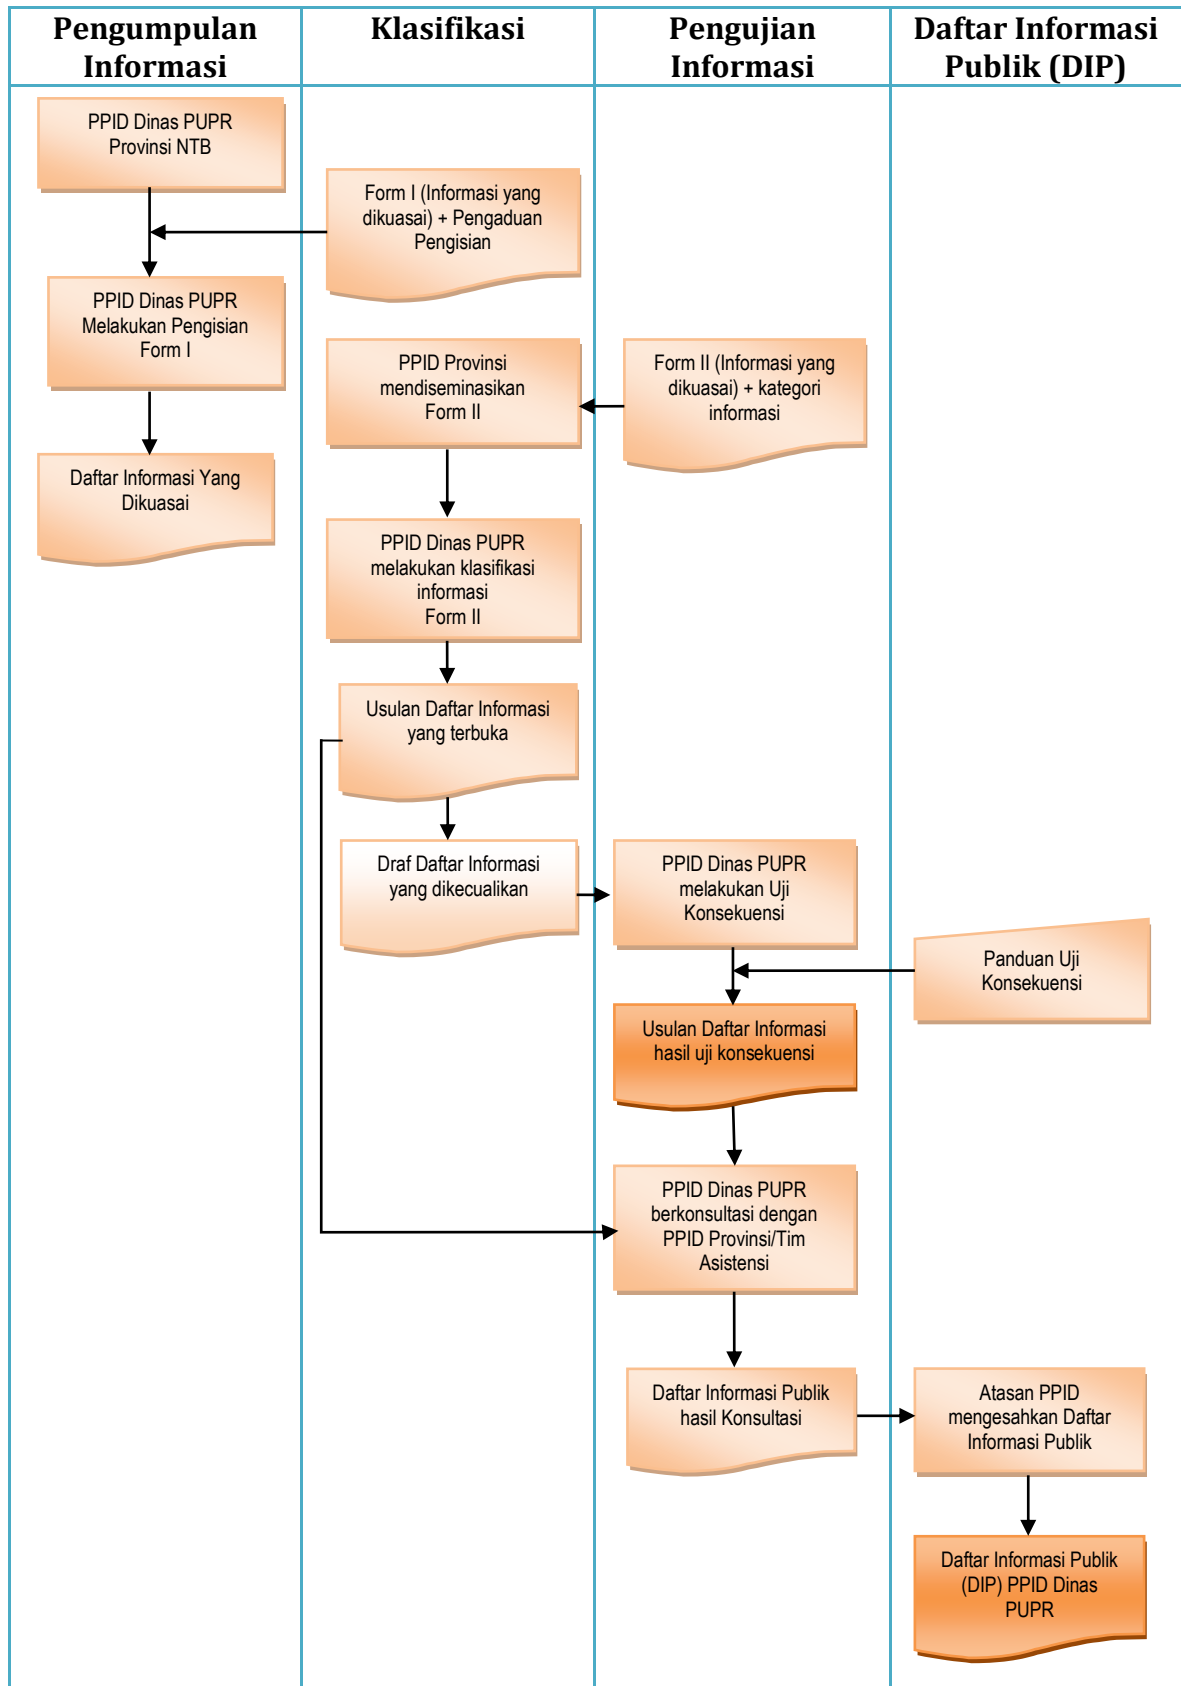 Pengumpulan
Informasi
Klasifikasi
Pengujian
Informasi
Daftar Informasi
Publik (DIP)
PPID Dinas PUPR
Provinsi NTB
Form I (Informasi yang
dikuasai) + Pengaduan
Pengisian
PPID Dinas PUPR
Melakukan Pengisian
Form I
PPID Provinsi
mendiseminasikan
Form II
Form II (Informasi yang
dikuasai) + kategori
informasi
Daftar Informasi Yang
Dikuasai
PPID Dinas PUPR
melakukan klasifikasi
informasi
Form II
Usulan Daftar Informasi
yang terbuka
Draf Daftar Informasi
yang dikecualikan
PPID Dinas PUPR
melakukan Uji
Konsekuensi
Panduan Uji
Konsekuensi
Usulan Daftar Informasi
hasil uji konsekuensi
PPID Dinas PUPR
berkonsultasi dengan
PPID Provinsi/Tim
Asistensi
Daftar Informasi Publik
hasil Konsultasi
Atasan PPID
mengesahkan Daftar
Informasi Publik
Daftar Informasi Publik
(DIP) PPID Dinas
PUPR